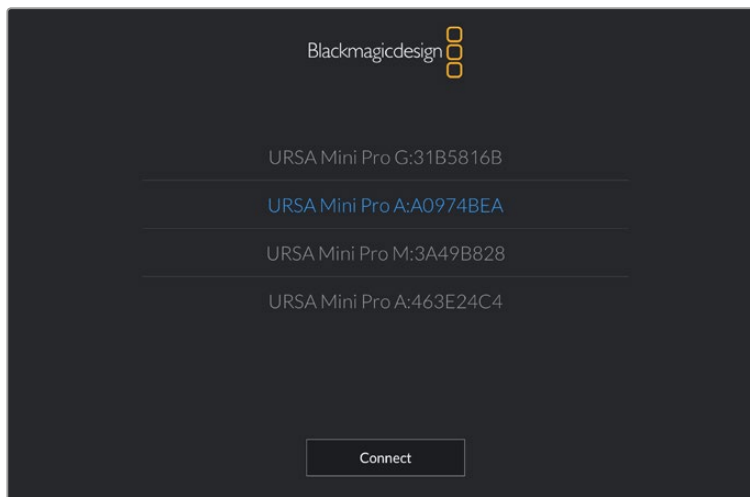 Blackmagicdesign
URSA Mini Pro G:31B5816B
URSA Mini Pro A:A0974BEA
URSA Mini Pro M:3A49B828
URSA Mini Pro A:463E24C4
Connect